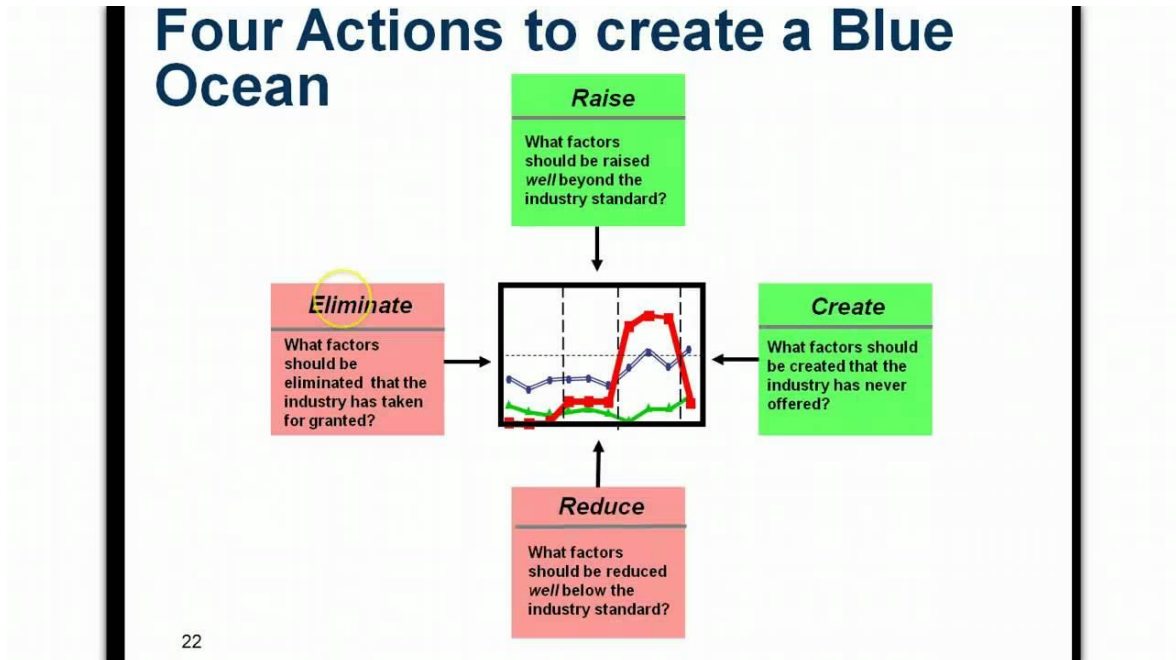 Four Actions to create a Blue
Ocean
Raise
What factors
should be raised
well beyond the
industry standard?
Eliminate
What factors
should be
eliminated that the
industry has taken
for granted?
Create
What factors should
be created that the
industry has never
offered?
Reduce
What factors
should be reduced
well below the
industry standard?
22